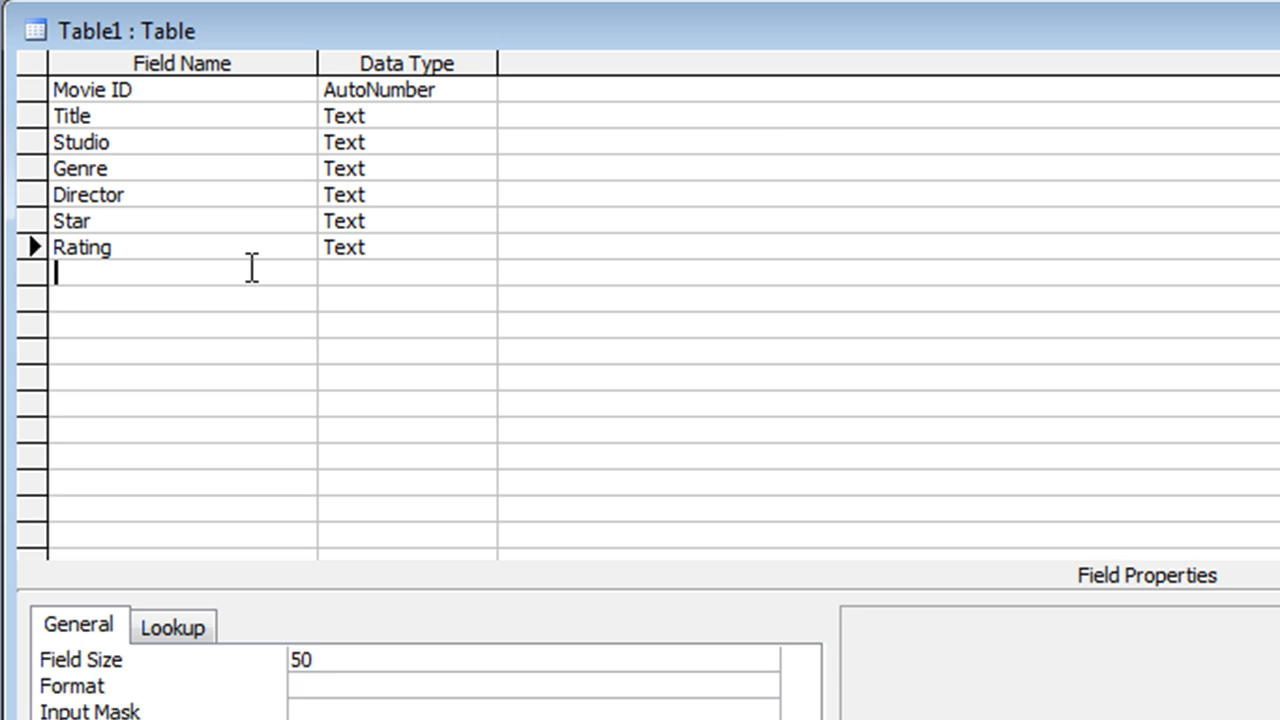 Table1 : Table
Field Name Data Type
Movie ID AutoNumber
Title Text
Studio Text
Genre Text
Director Text
Star Text
Rating Text
Field Properties
General Lookup
Field Size 50
Format
Input Mask